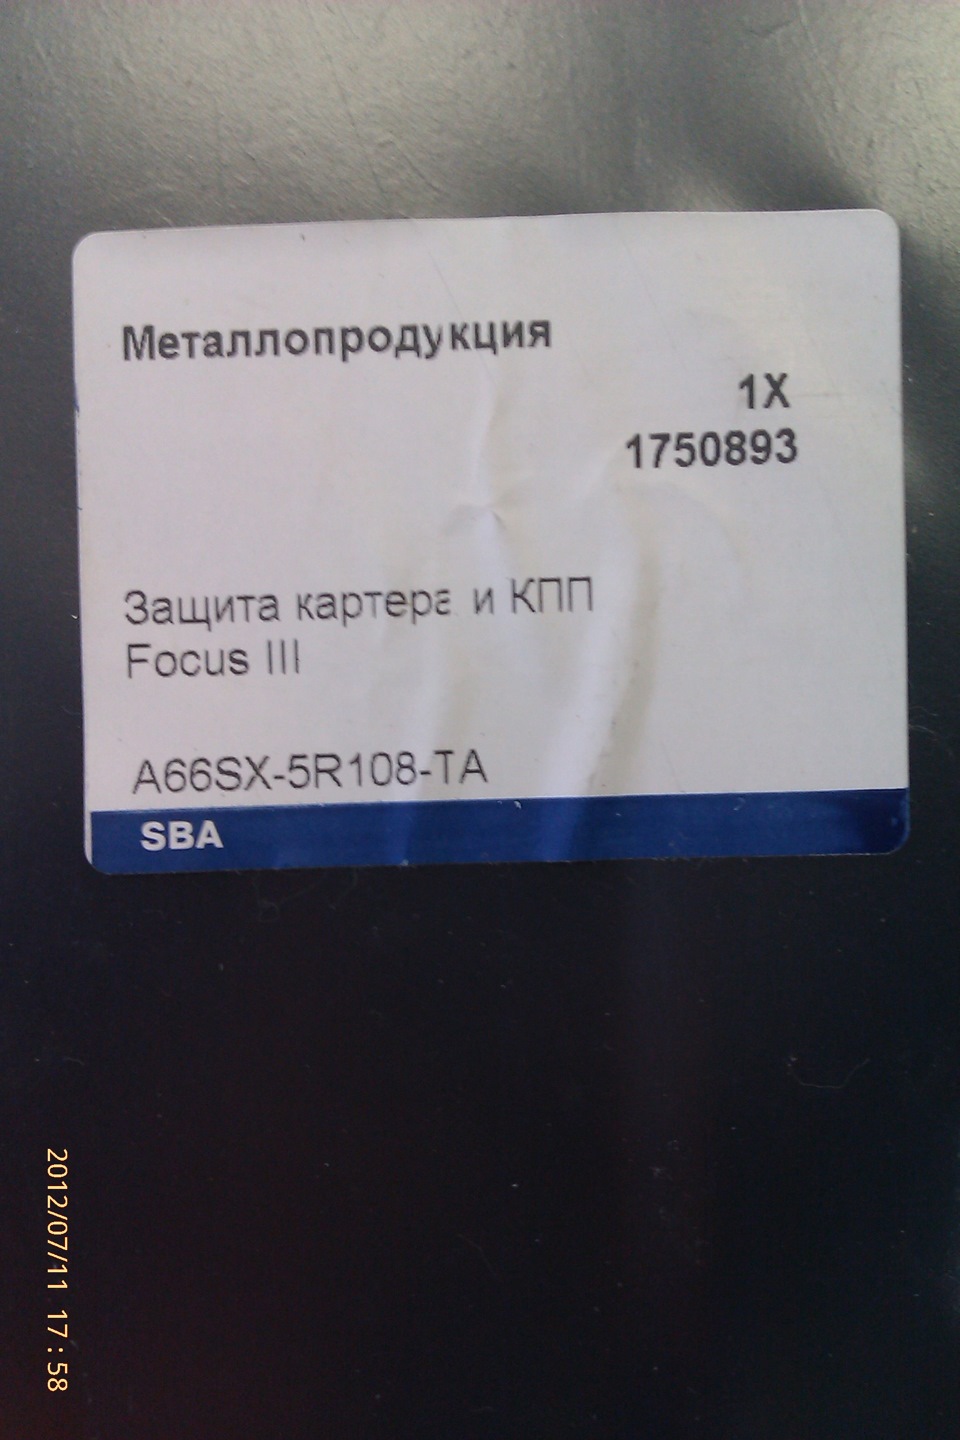 Металлопродукция
1X
1750893
Защита картера и КПП
Focus III
A66SX-5R108-TA
SBA
2012/07/11 17:58